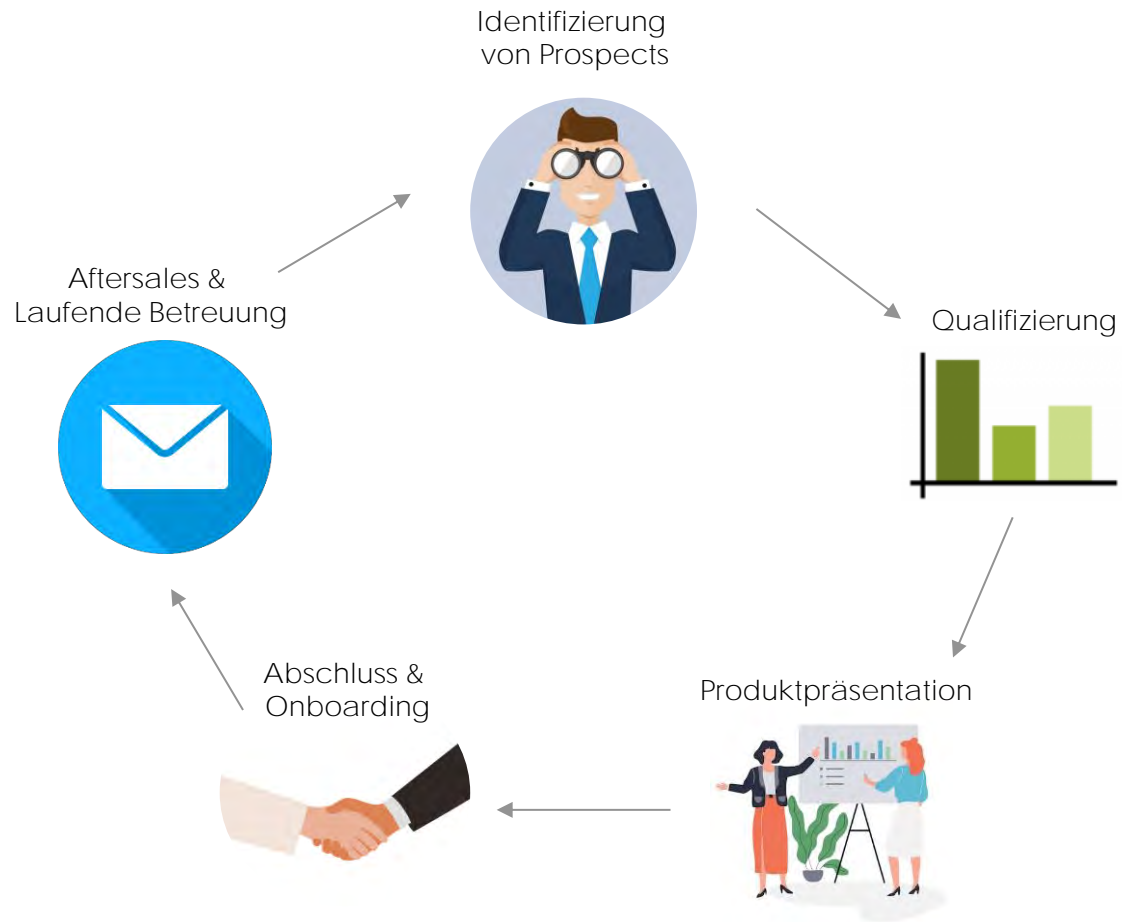 Identifizierung
von Prospects
Qualifizierung
Produktpräsentation
Abschluss &
Onboarding
Aftersales &
Laufende Betreuung